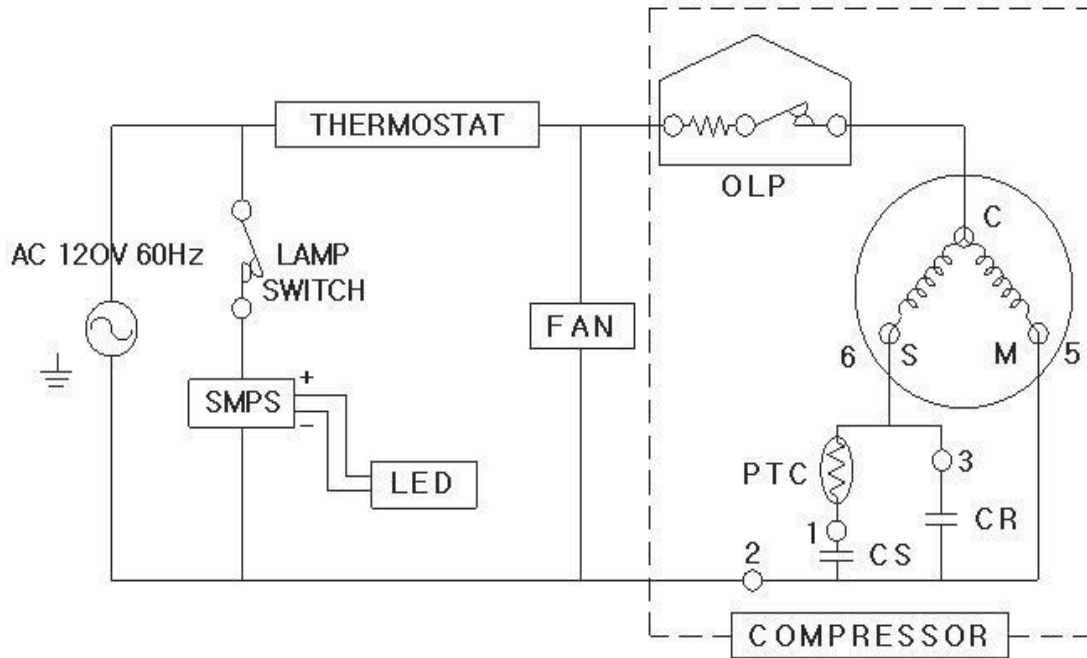 THERMOSTAT
OLP
C
AC 120V 60Hz
LAMP
SWITCH
FAN
6
S
M
5
SMPS
+
−
LED
PTC
3
1
CR
2
CS
COMPRESSOR